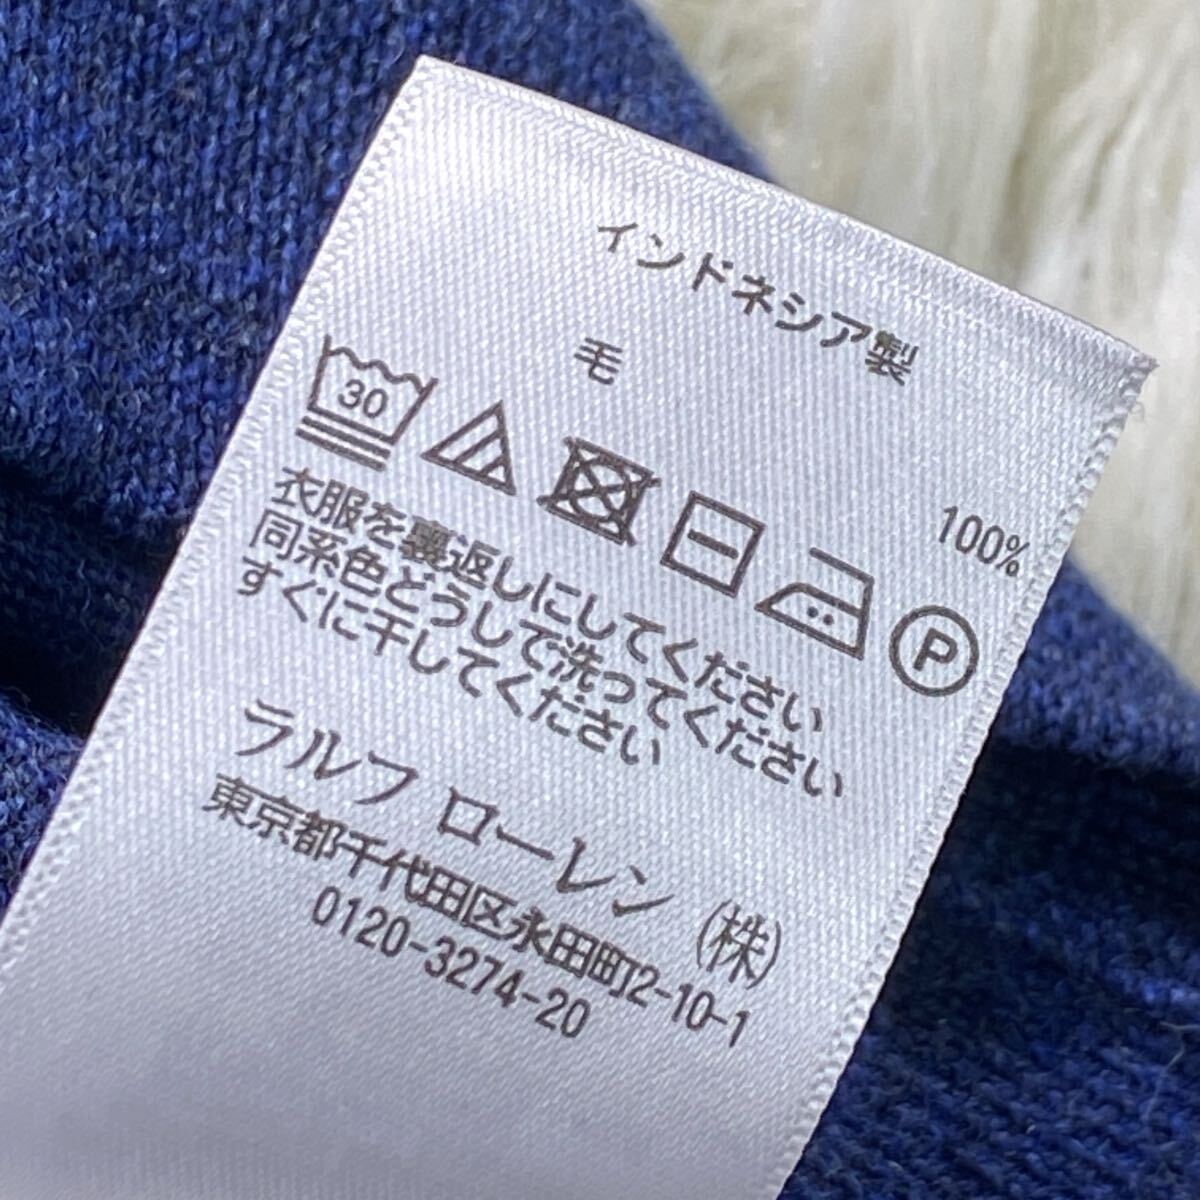 インドネシア製
毛 100%
30
P
衣服を裏返しにしてください
同系色どうしで洗ってください
すぐに干してください
ラルフ ローレン (株)
東京都千代田区永田町2-10-1
0120-3274-20